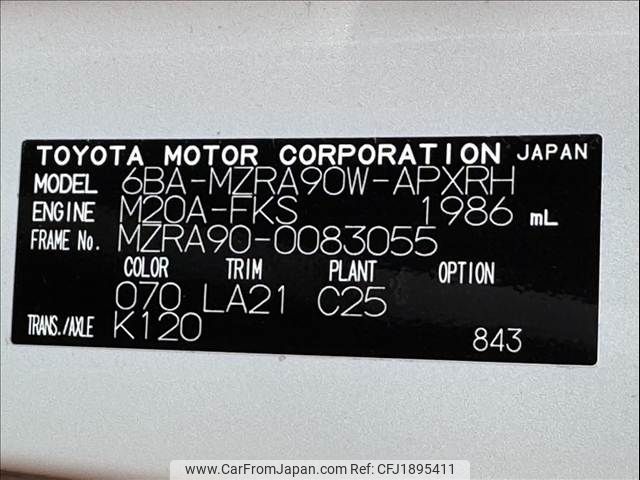 TOYOTA MOTOR CORPORATION JAPAN
MODEL 6BA-MZRA90W-APXRH
ENGINE M20A-FKS 1986 mL
FRAME No. MZRA90-0083055
COLOR TRIM PLANT OPTION
070 LA21 C25
TRANS./AXLE K120 843
www.CarFromJapan.com - CFJ1895411